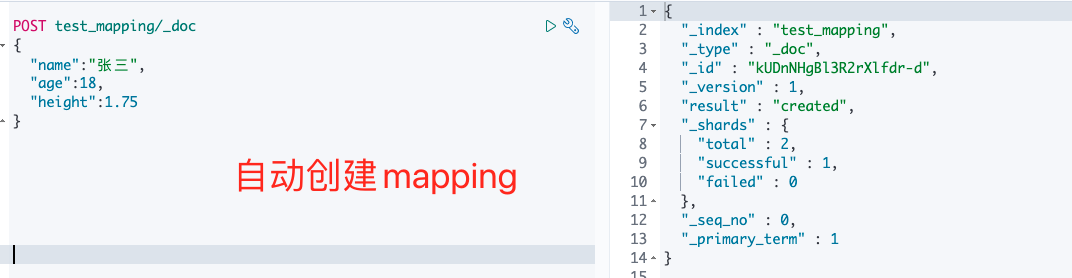 POST test_mapping/_doc
{
"name":"张三",
"age":18,
"height":1.75
}
自动创建mapping
1 {
2 "_index" : "test_mapping",
3 "_type" : "_doc",
4 "_id" : "kUDnNHgBl3R2rXlfdr-d",
5 "_version" : 1,
6 "result" : "created",
7 "_shards" : {
8 "total" : 2,
9 "successful" : 1,
10 "failed" : 0
11 },
12 "_seq_no" : 0,
13 "_primary_term" : 1
14 }
15